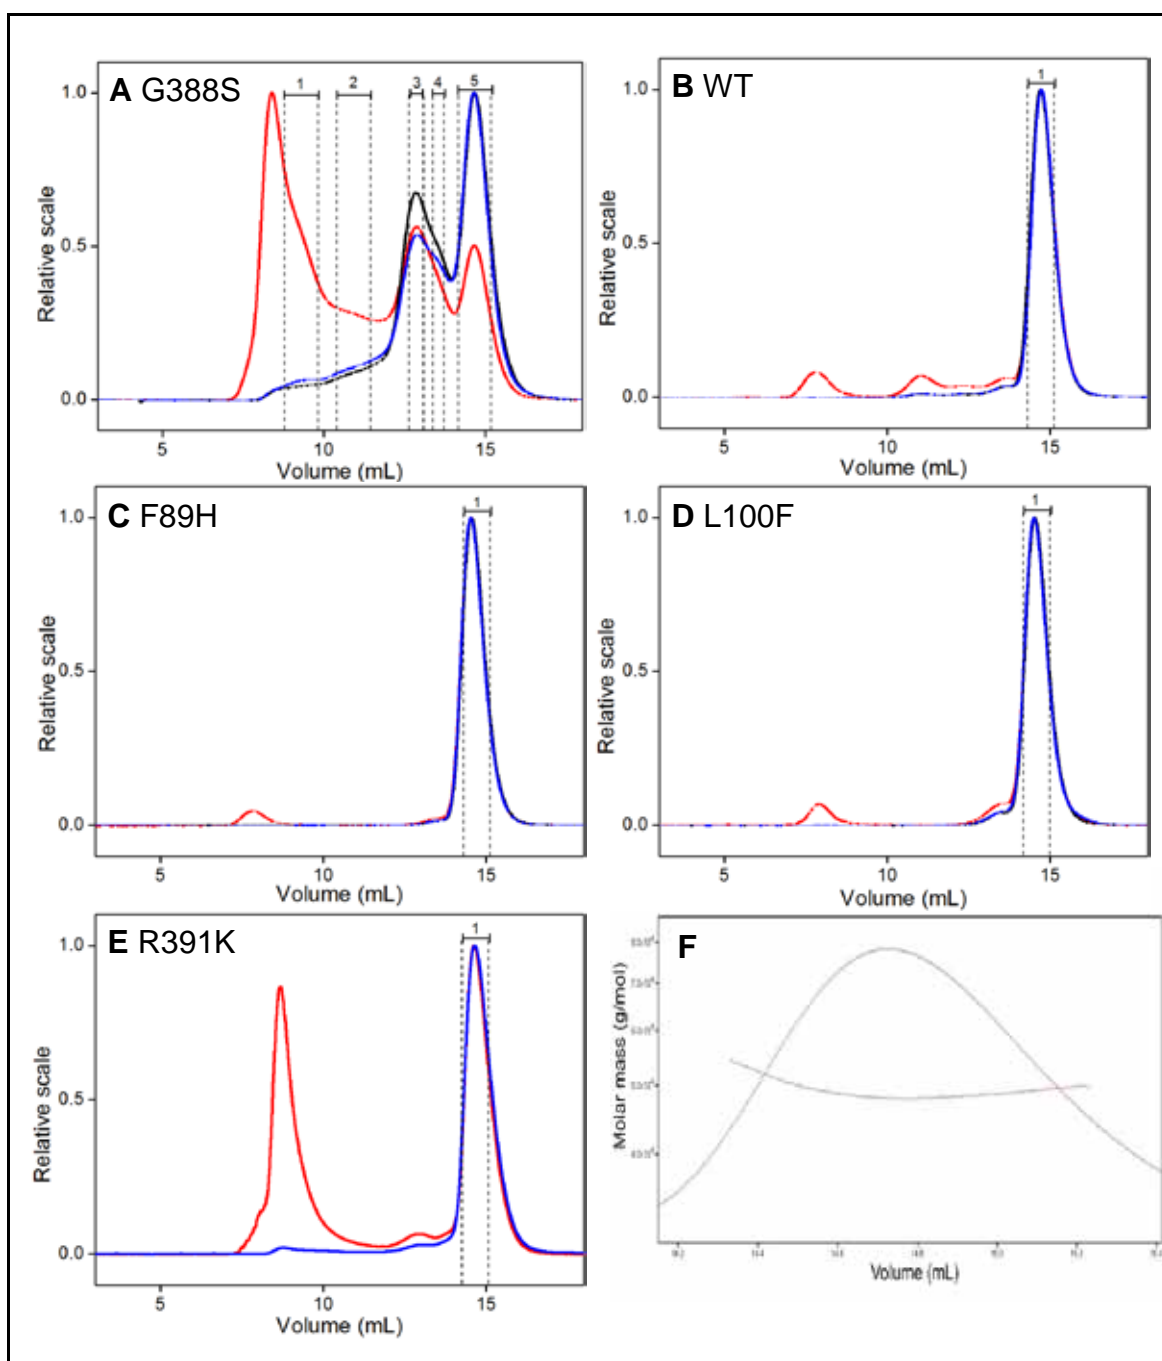 A G388S
1 2 3 4 5
1.0
0.5
0.0
Relative scale
5 10 15
Volume (mL)
B WT
1
1.0
0.5
0.0
Relative scale
5 10 15
Volume (mL)
C F89H
1
1.0
0.5
0.0
Relative scale
5 10 15
Volume (mL)
D L100F
1
1.0
0.5
0.0
Relative scale
5 10 15
Volume (mL)
E R391K
1
1.0
0.5
0.0
Relative scale
5 10 15
Volume (mL)
F
Molar mass (g/mol)
Volume (mL)